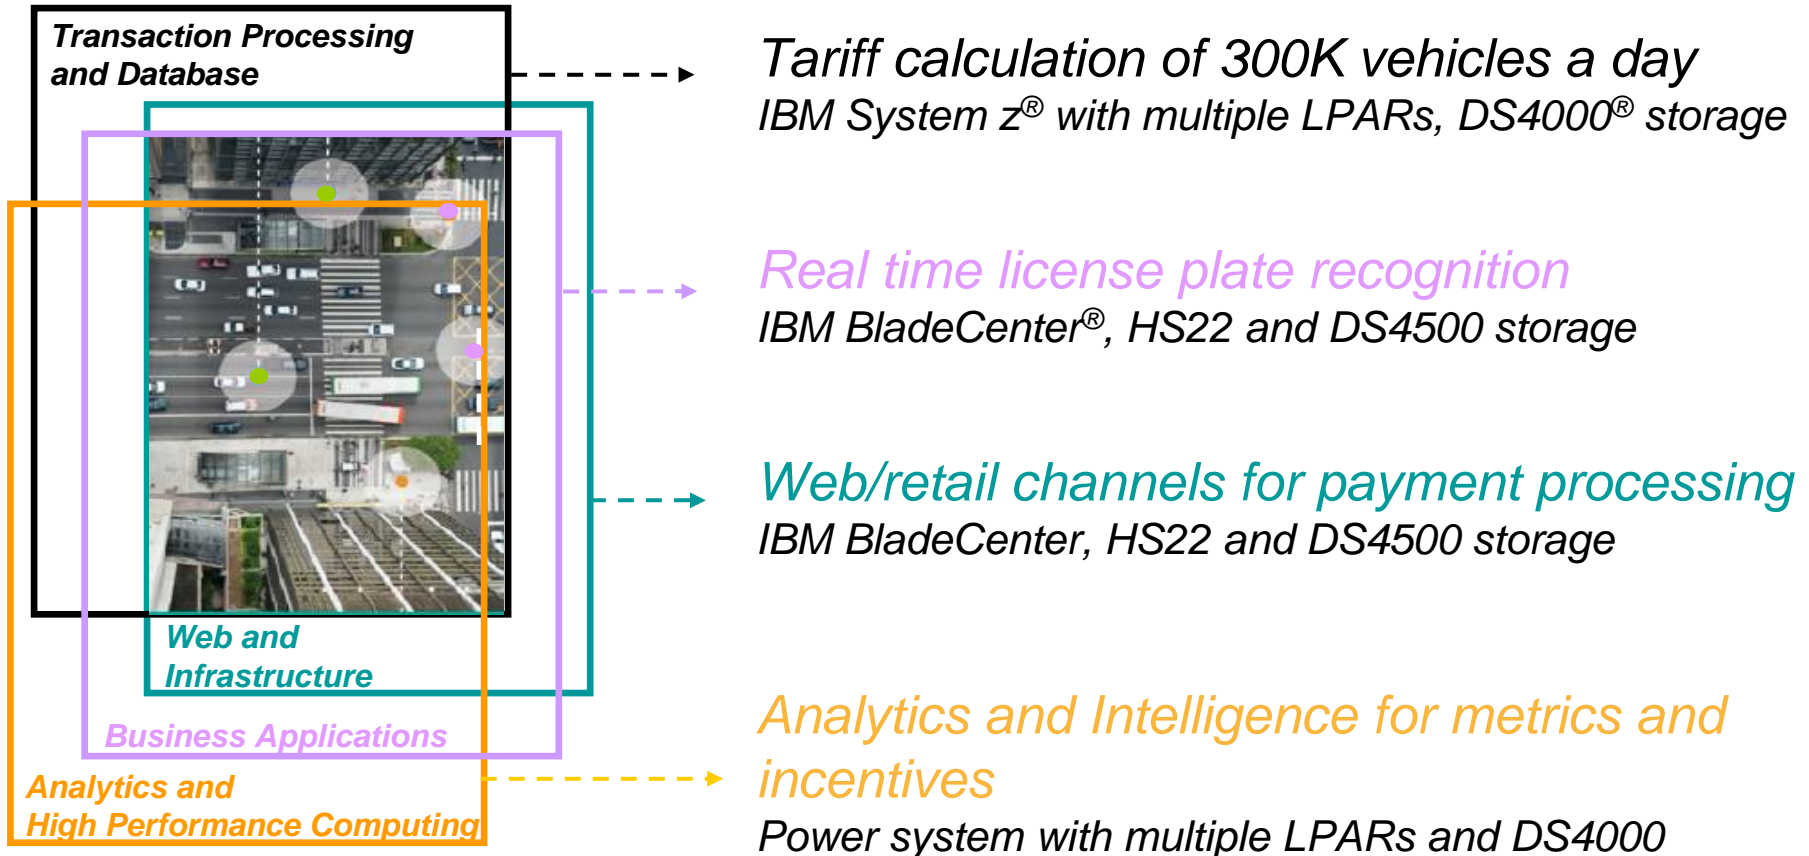 Transaction Processing
and Database
Tariff calculation of 300K vehicles a day
IBM System z® with multiple LPARs, DS4000® storage
Real time license plate recognition
IBM BladeCenter®, HS22 and DS4500 storage
Web/retail channels for payment processing
IBM BladeCenter, HS22 and DS4500 storage
Web and
Infrastructure
Business Applications
Analytics and
High Performance Computing
Analytics and Intelligence for metrics and
incentives
Power system with multiple LPARs and DS4000